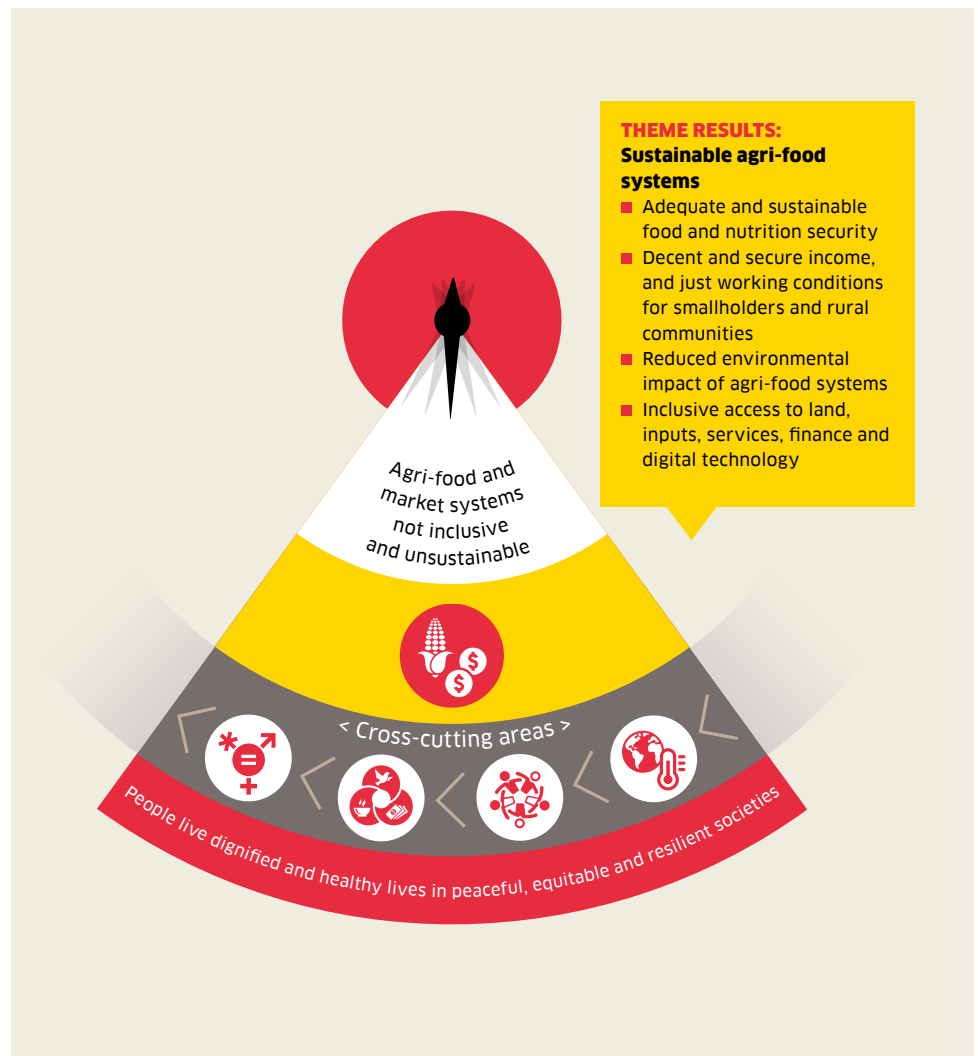 THEME RESULTS:
Sustainable agri-food
systems
Adequate and sustainable
food and nutrition security
Decent and secure income,
and just working conditions
for smallholders and rural
communities
Reduced environmental
impact of agri-food systems
Inclusive access to land,
inputs, services, finance and
digital technology
Agri-food and
market systems
not inclusive
and unsustainable
$
$
< Cross-cutting areas >
People live dignified and healthy lives in peaceful, equitable and resilient societies